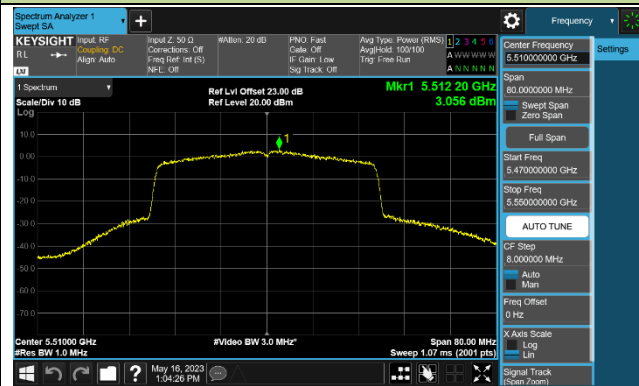 Spectrum Analyzer 1
Swept SA
Frequency
KEYSIGHT
RL
LXI
Input: RF
Coupling: DC
Align: Auto
Input Z: 50 Ω
Corrections: Off
Freq Ref: Int (S)
NFE: Off
#Atten: 20 dB
PNO: Fast
Gate: Off
IF Gain: Low
Sig Track: Off
Avg Type: Power (RMS)
Avg|Hold: 100/100
Trig: Free Run
1 2 3 4 5 6
A W W W W W
A N N N N N
1 Spectrum
Scale/Div 10 dB
Log
Ref Lvl Offset 23.00 dB
Ref Level 20.00 dBm
Mkr1 5.512 20 GHz
3.056 dBm
1
10.0
0.00
-10.0
-20.0
-30.0
-40.0
-50.0
-60.0
-70.0
Center 5.51000 GHz
#Res BW 1.0 MHz
#Video BW 3.0 MHz*
Span 80.00 MHz
Sweep 1.07 ms (2001 pts)
May 16, 2023
1:04:26 PM
Center Frequency
5.510000000 GHz
Span
80.0000000 MHz
Swept Span
Zero Span
Full Span
Start Freq
5.470000000 GHz
Stop Freq
5.550000000 GHz
AUTO TUNE
CF Step
8.000000 MHz
Auto
Man
Freq Offset
0 Hz
X Axis Scale
Log
Lin
Signal Track
(Span Zoom)
Settings